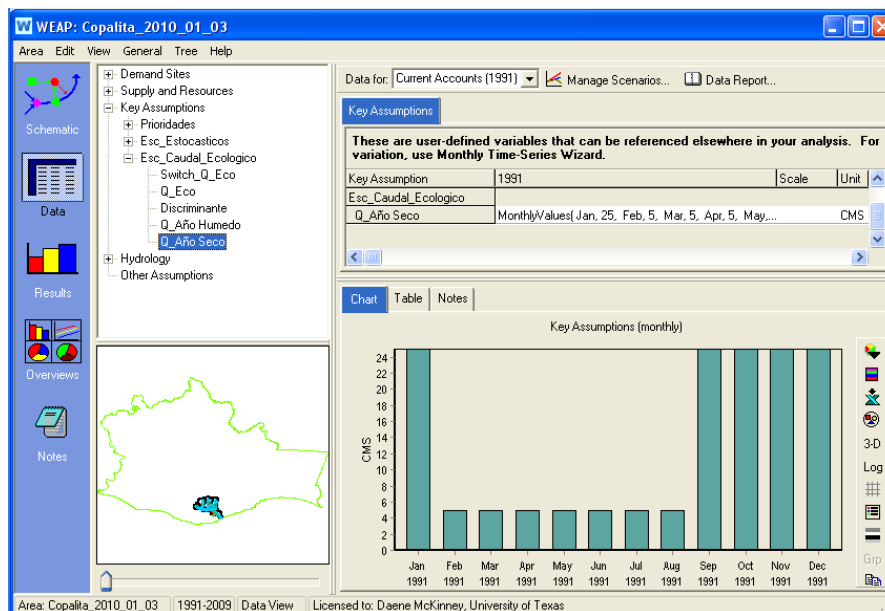 WEAP: Copalita_2010_01_03
Area Edit View General Tree Help
Schematic
Data
Results
Overviews
Notes
Demand Sites
Supply and Resources
Key Assumptions
Prioridades
Esc_Estocasticos
Esc_Caudal_Ecologico
Switch_Q_Eco
Q_Eco
Discriminante
Q_Año Humedo
Q_Año Seco
Hydrology
Other Assumptions
Data for: Current Accounts (1991) Manage Scenarios... Data Report...
Key Assumptions
These are user-defined variables that can be referenced elsewhere in your analysis. For
variation, use Monthly Time-Series Wizard.
Key Assumption 1991 Scale Unit
Esc_Caudal_Ecologico
Q_Año Seco MonthlyValues( Jan, 25, Feb, 5, Mar, 5, Apr, 5, May,... CMS
Chart Table Notes
Key Assumptions (monthly)
24
22
20
18
16
14
12
10
8
6
4
2
0
CMS
Jan Feb Mar Apr May Jun Jul Aug Sep Oct Nov Dec
1991 1991 1991 1991 1991 1991 1991 1991 1991 1991 1991 1991
3-D
Log
Grp
Area: Copalita_2010_01_03 1991-2009 Data View Licensed to: Daene McKinney, University of Texas